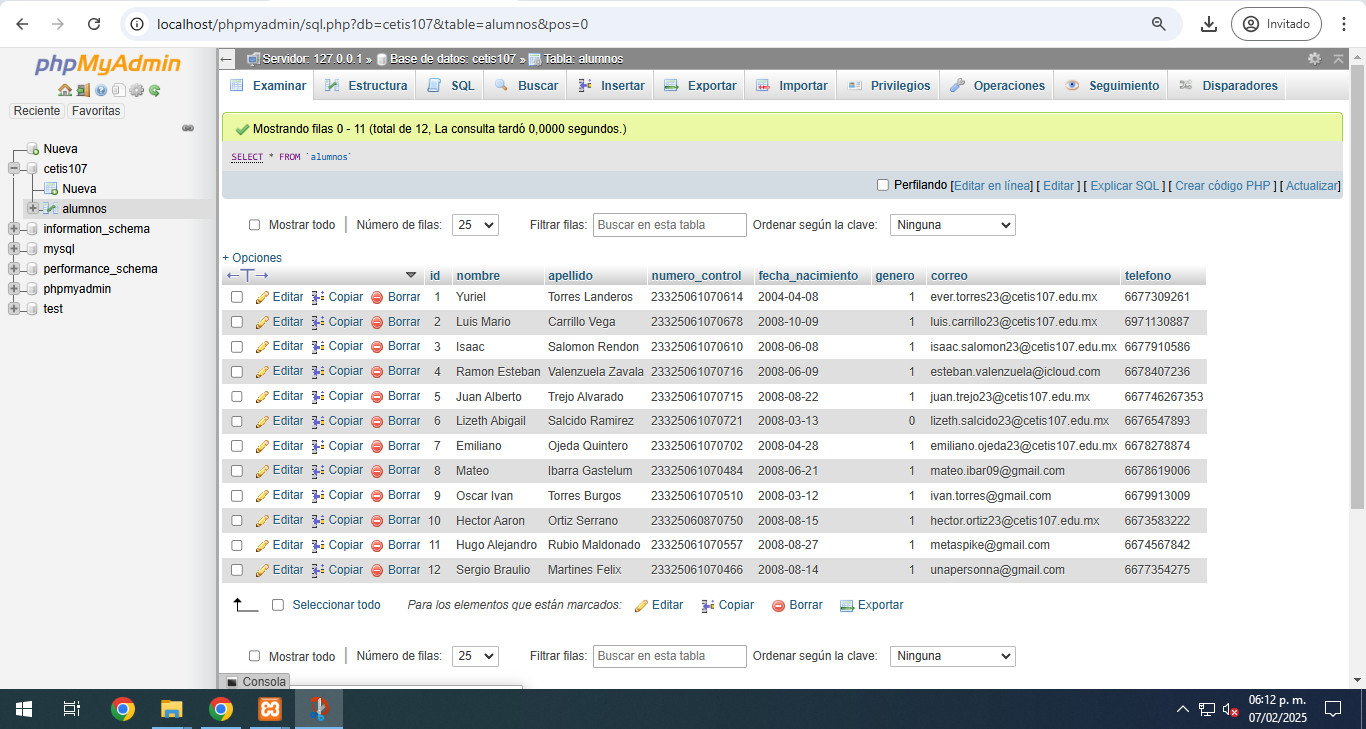 localhost/phpmyadmin/sql.php?db=cetis107&table=alumnos&pos=0
Invitado
phpMyAdmin
Reciente Favoritas
Nueva
cetis107
Nueva
alumnos
information_schema
mysql
performance_schema
phpmyadmin
test
Servidor: 127.0.0.1 » Base de datos: cetis107 » Tabla: alumnos
Examinar Estructura SQL Buscar Insertar Exportar Importar Privilegios Operaciones Seguimiento Disparadores
Mostrando filas 0 - 11 (total de 12, La consulta tardó 0,0000 segundos.)
SELECT * FROM `alumnos`
Perfilando [Editar en línea] [ Editar ] [ Explicar SQL ] [ Crear código PHP ] [ Actualizar]
Mostrar todo Número de filas: 25 Filtrar filas: Buscar en esta tabla Ordenar según la clave: Ninguna
+ Opciones
←T→ id nombre apellido numero_control fecha_nacimiento genero correo telefono
Editar Copiar Borrar 1 Yuriel Torres Landeros 23325061070614 2004-04-08 1 ever.torres23@cetis107.edu.mx 6677309261
Editar Copiar Borrar 2 Luis Mario Carrillo Vega 23325061070678 2008-10-09 1 luis.carrillo23@cetis107.edu.mx 6971130887
Editar Copiar Borrar 3 Isaac Salomon Rendon 23325061070610 2008-06-08 1 isaac.salomon23@cetis107.edu.mx 6677910586
Editar Copiar Borrar 4 Ramon Esteban Valenzuela Zavala 23325061070716 2008-06-09 1 esteban.valenzuela@icloud.com 6678407236
Editar Copiar Borrar 5 Juan Alberto Trejo Alvarado 23325061070715 2008-08-22 1 juan.trejo23@cetis107.edu.mx 667746267353
Editar Copiar Borrar 6 Lizeth Abigail Salcido Ramirez 23325061070721 2008-03-13 0 lizeth.salcido23@cetis107.edu.mx 6676547893
Editar Copiar Borrar 7 Emiliano Ojeda Quintero 23325061070702 2008-04-28 1 emiliano.ojeda23@cetis107.edu.mx 6678278874
Editar Copiar Borrar 8 Mateo Ibarra Gastelum 23325061070484 2008-06-21 1 mateo.ibar09@gmail.com 6678619006
Editar Copiar Borrar 9 Oscar Ivan Torres Burgos 23325061070510 2008-03-12 1 ivan.torres@gmail.com 6679913009
Editar Copiar Borrar 10 Hector Aaron Ortiz Serrano 23325060870750 2008-08-15 1 hector.ortiz23@cetis107.edu.mx 6673583222
Editar Copiar Borrar 11 Hugo Alejandro Rubio Maldonado 23325061070557 2008-08-27 1 metaspike@gmail.com 6674567842
Editar Copiar Borrar 12 Sergio Braulio Martines Felix 23325061070466 2008-08-14 1 unapersonna@gmail.com 6677354275
Seleccionar todo Para los elementos que están marcados: Editar Copiar Borrar Exportar
Mostrar todo Número de filas: 25 Filtrar filas: Buscar en esta tabla Ordenar según la clave: Ninguna
Consola
06:12 p. m.
07/02/2025